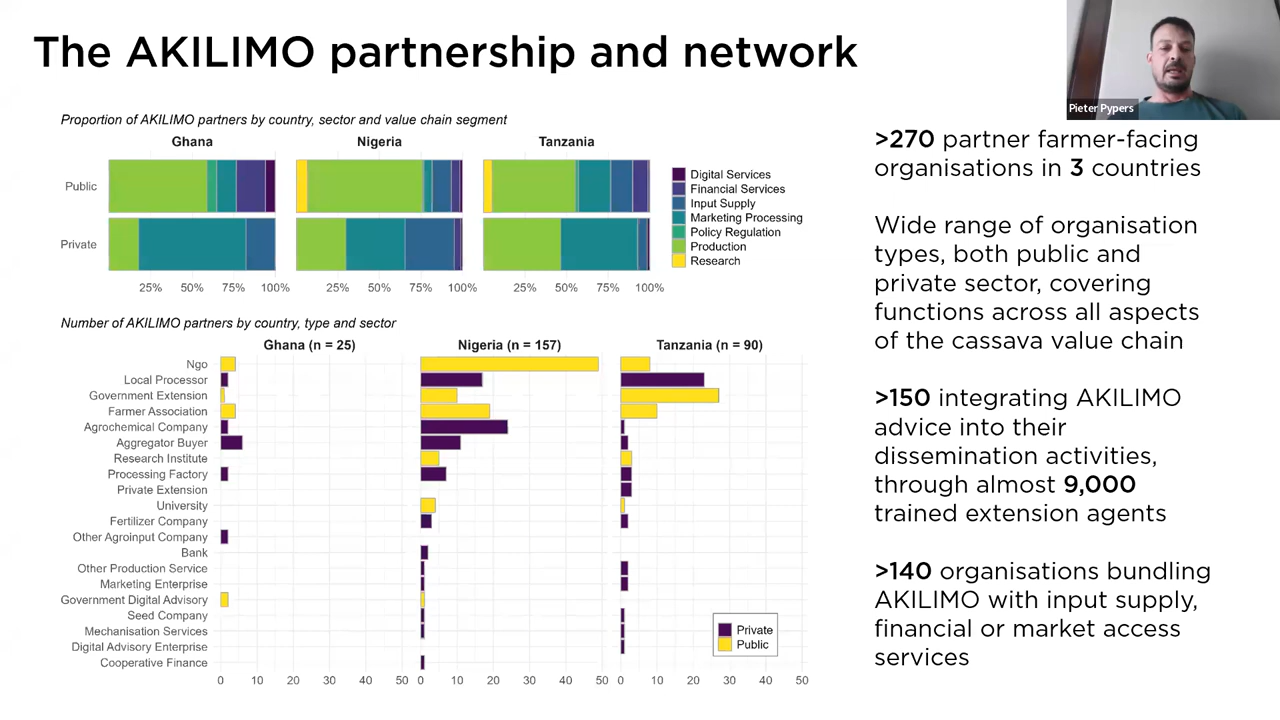 The AKILIMO partnership and network
Pieter Pypers
Proportion of AKILIMO partners by country, sector and value chain segment
Ghana
Nigeria
Tanzania
Public
Private
25% 50% 75% 100%
25% 50% 75% 100%
25% 50% 75% 100%
Digital Services
Financial Services
Input Supply
Marketing Processing
Policy Regulation
Production
Research
Number of AKILIMO partners by country, type and sector
Ghana (n = 25)
Nigeria (n = 157)
Tanzania (n = 90)
Ngo
Local Processor
Government Extension
Farmer Association
Agrochemical Company
Aggregator Buyer
Research Institute
Processing Factory
Private Extension
University
Fertilizer Company
Other Agroinput Company
Bank
Other Production Service
Marketing Enterprise
Government Digital Advisory
Seed Company
Mechanisation Services
Digital Advisory Enterprise
Cooperative Finance
0 10 20 30 40 50
0 10 20 30 40 50
0 10 20 30 40 50
Private
Public
>270 partner farmer-facing
organisations in 3 countries
Wide range of organisation
types, both public and
private sector, covering
functions across all aspects
of the cassava value chain
>150 integrating AKILIMO
advice into their
dissemination activities,
through almost 9,000
trained extension agents
>140 organisations bundling
AKILIMO with input supply,
financial or market access
services